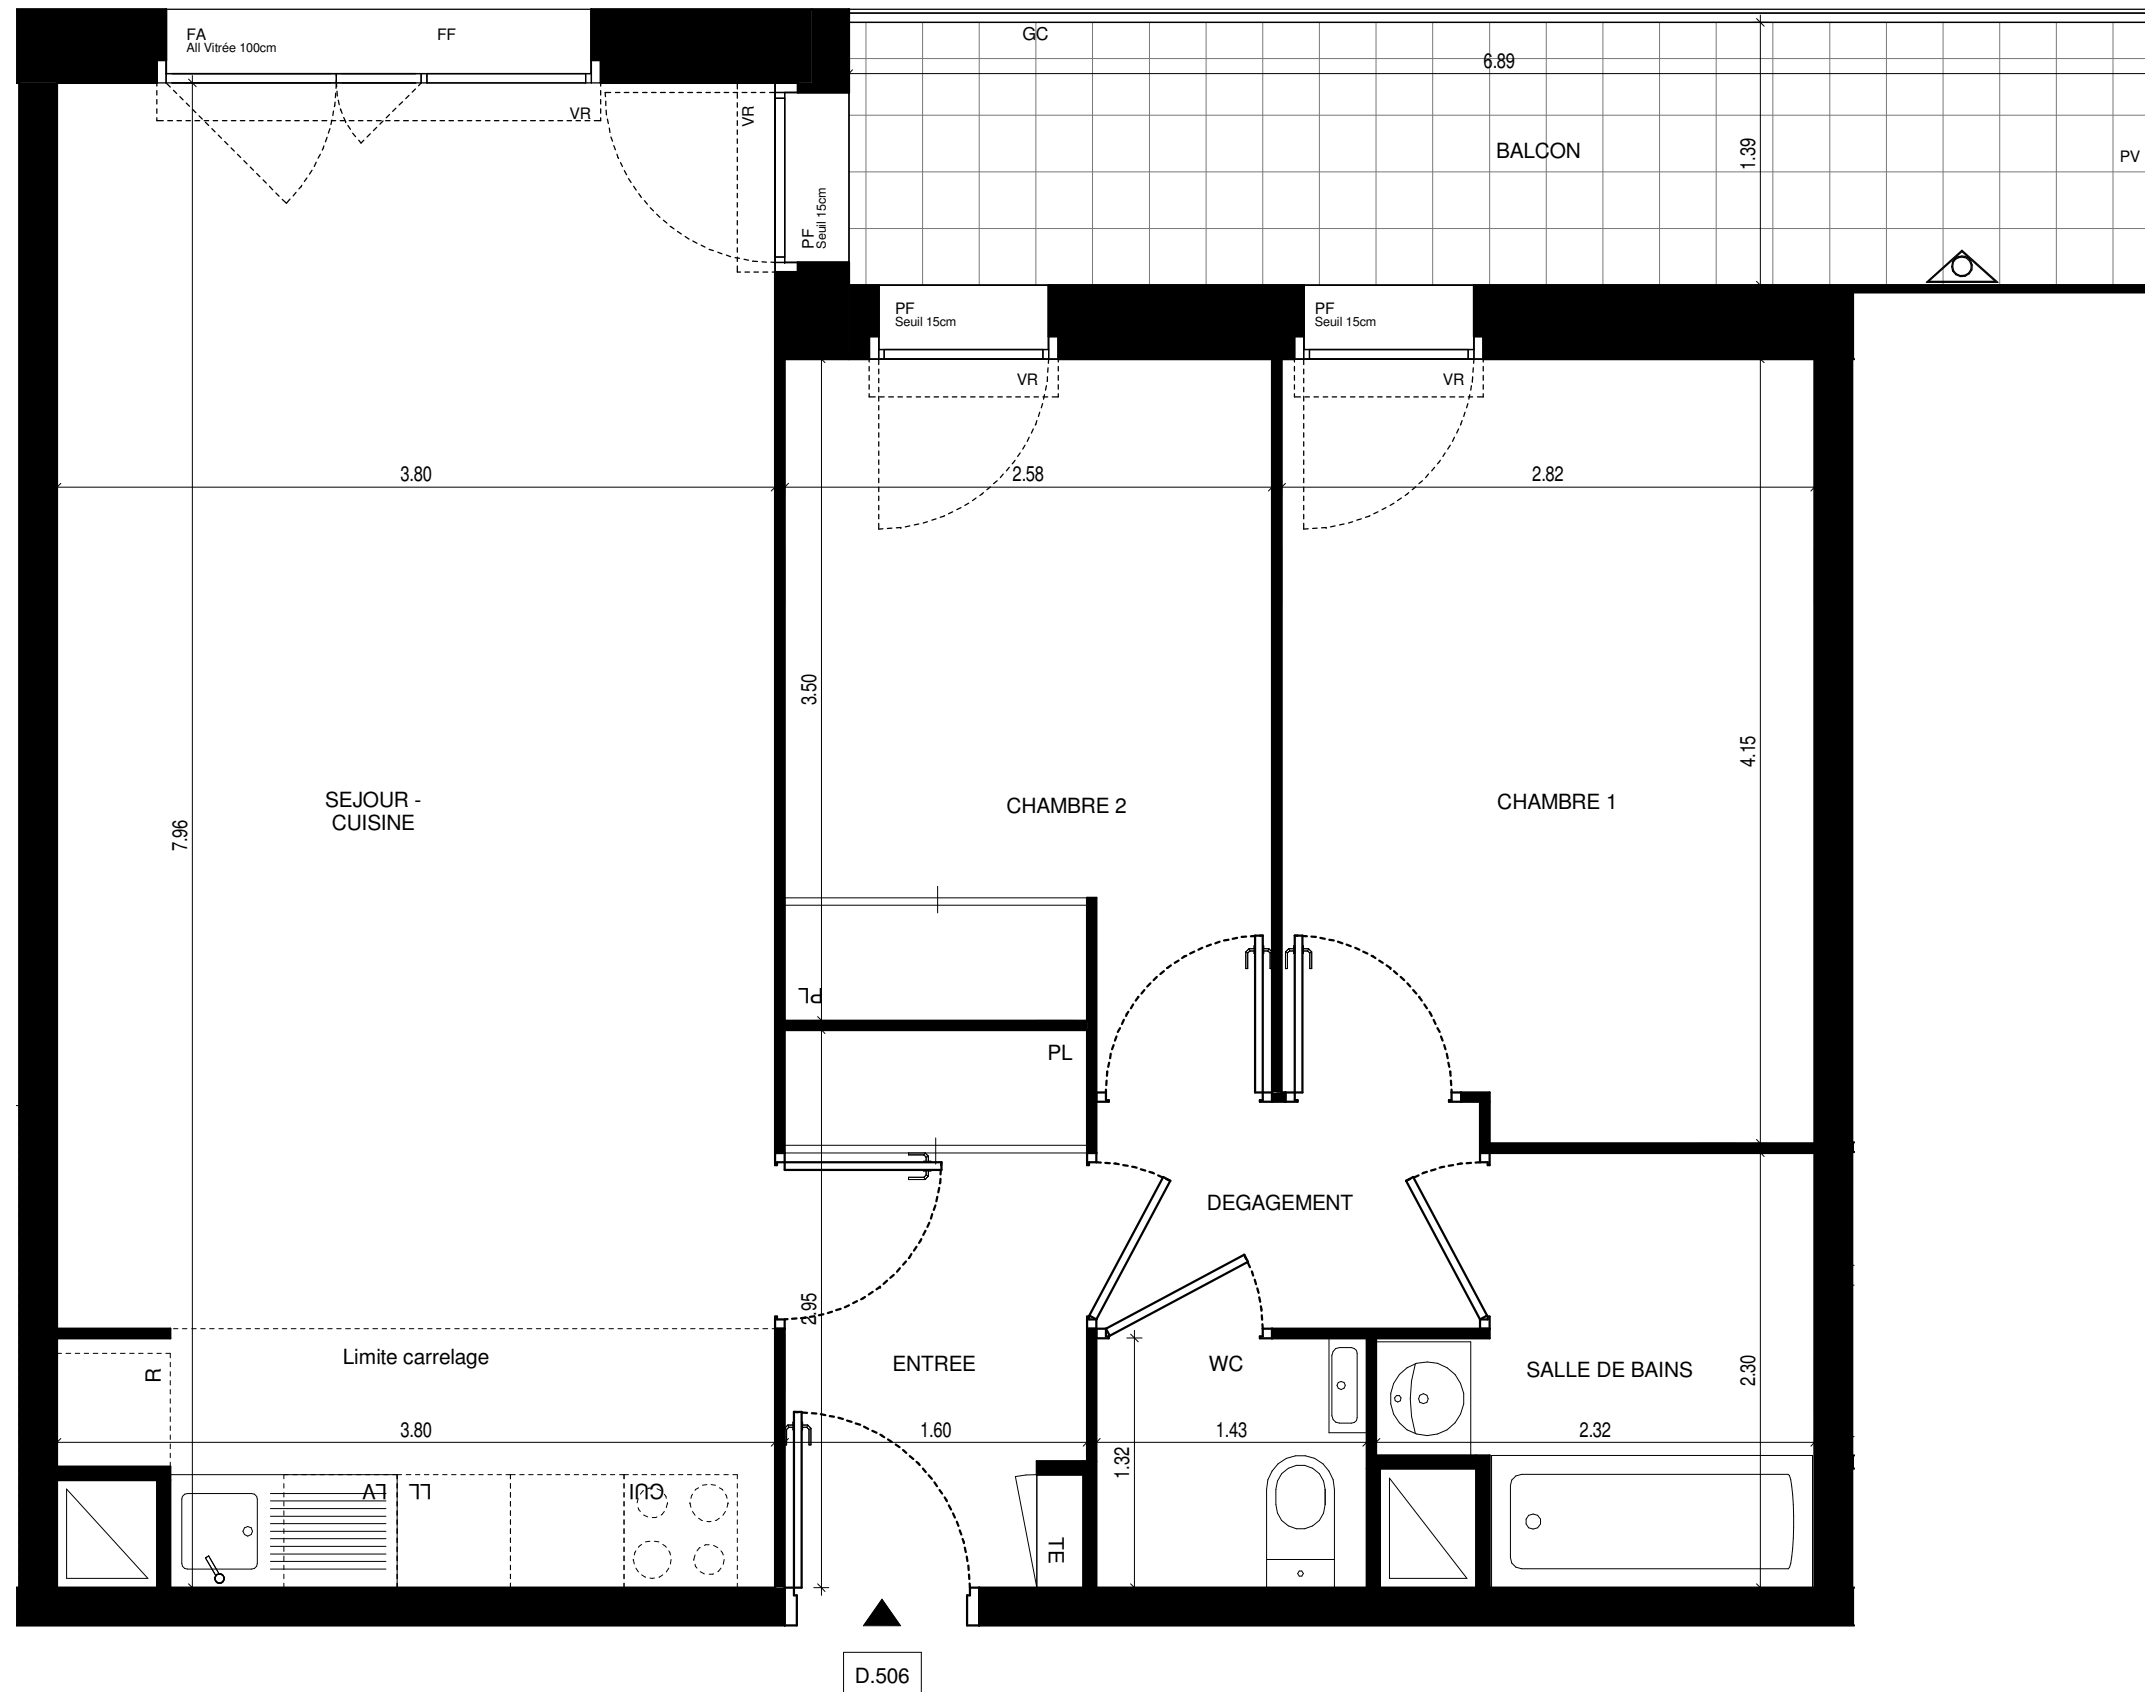 FA
All Vitrée 100cm
FF
GC
6.89
VR
VR
BALCON
1.39
PV
PF
Seuil 15cm
PF
Seuil 15cm
PF
Seuil 15cm
VR
VR
3.80
2.58
2.82
3.50
4.15
SEJOUR -
CUISINE
7.96
CHAMBRE 2
CHAMBRE 1
PL
PL
DEGAGEMENT
2.95
Limite carrelage
R
ENTREE
WC
SALLE DE BAINS
2.30
3.80
1.60
1.43
2.32
1.32
LV
LL
CUI
TE
D.506